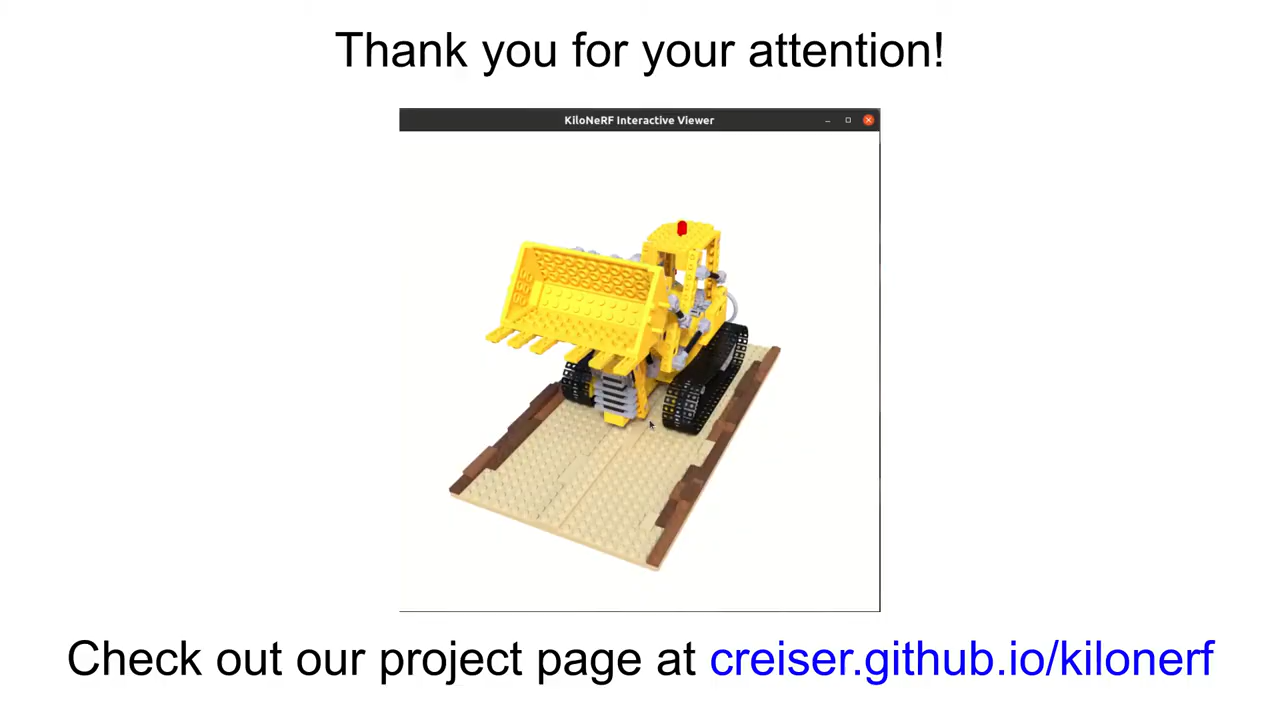 Thank you for your attention!
KiloNeRF Interactive Viewer
Check out our project page at creiser.github.io/kilonerf